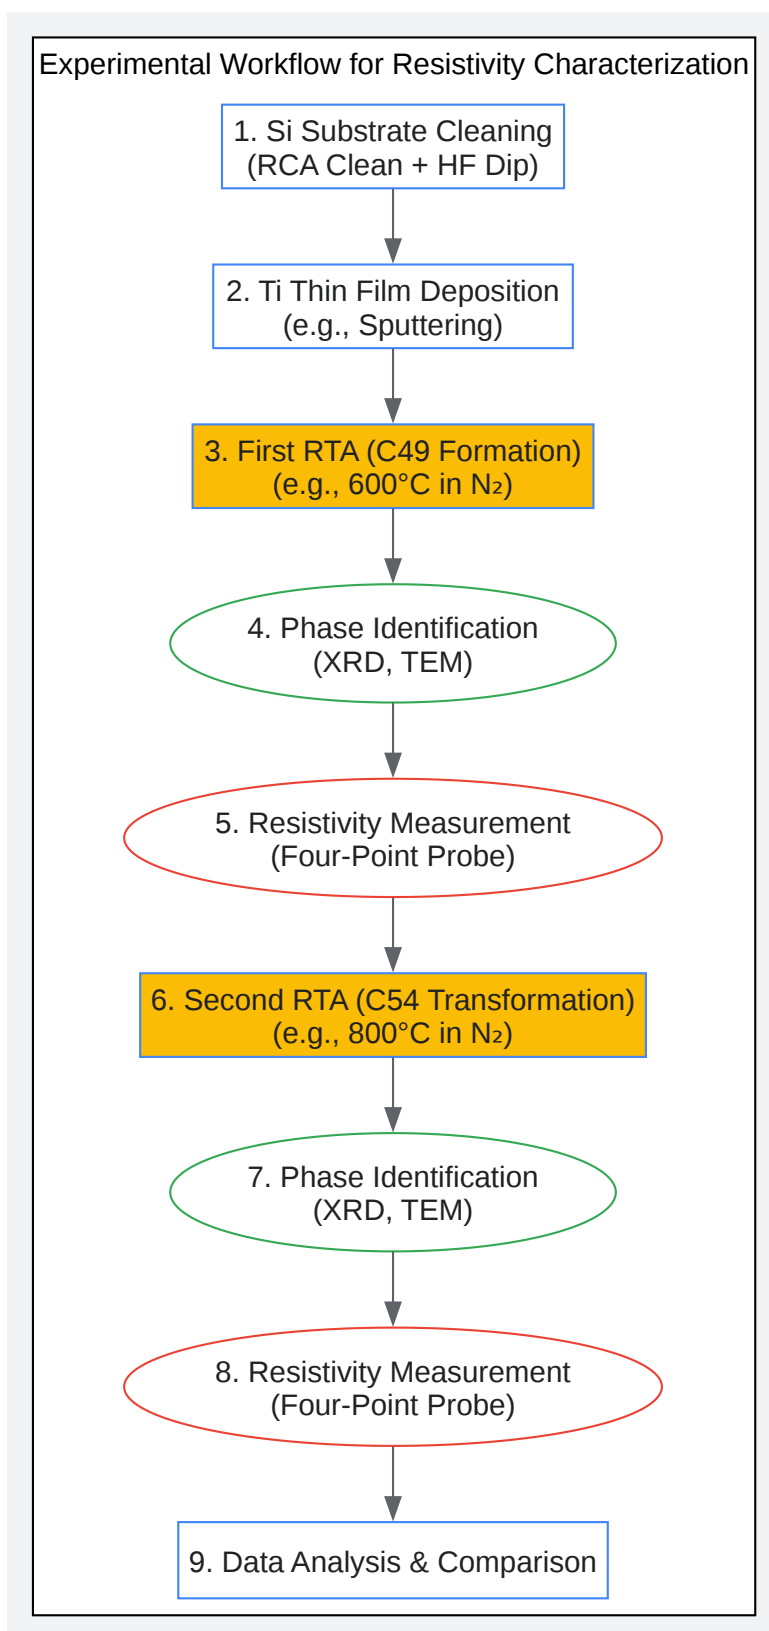 Experimental Workflow for Resistivity Characterization
1. Si Substrate Cleaning
(RCA Clean + HF Dip)
2. Ti Thin Film Deposition
(e.g., Sputtering)
3. First RTA (C49 Formation)
(e.g., 600°C in N₂)
4. Phase Identification
(XRD, TEM)
5. Resistivity Measurement
(Four-Point Probe)
6. Second RTA (C54 Transformation)
(e.g., 800°C in N₂)
7. Phase Identification
(XRD, TEM)
8. Resistivity Measurement
(Four-Point Probe)
9. Data Analysis & Comparison